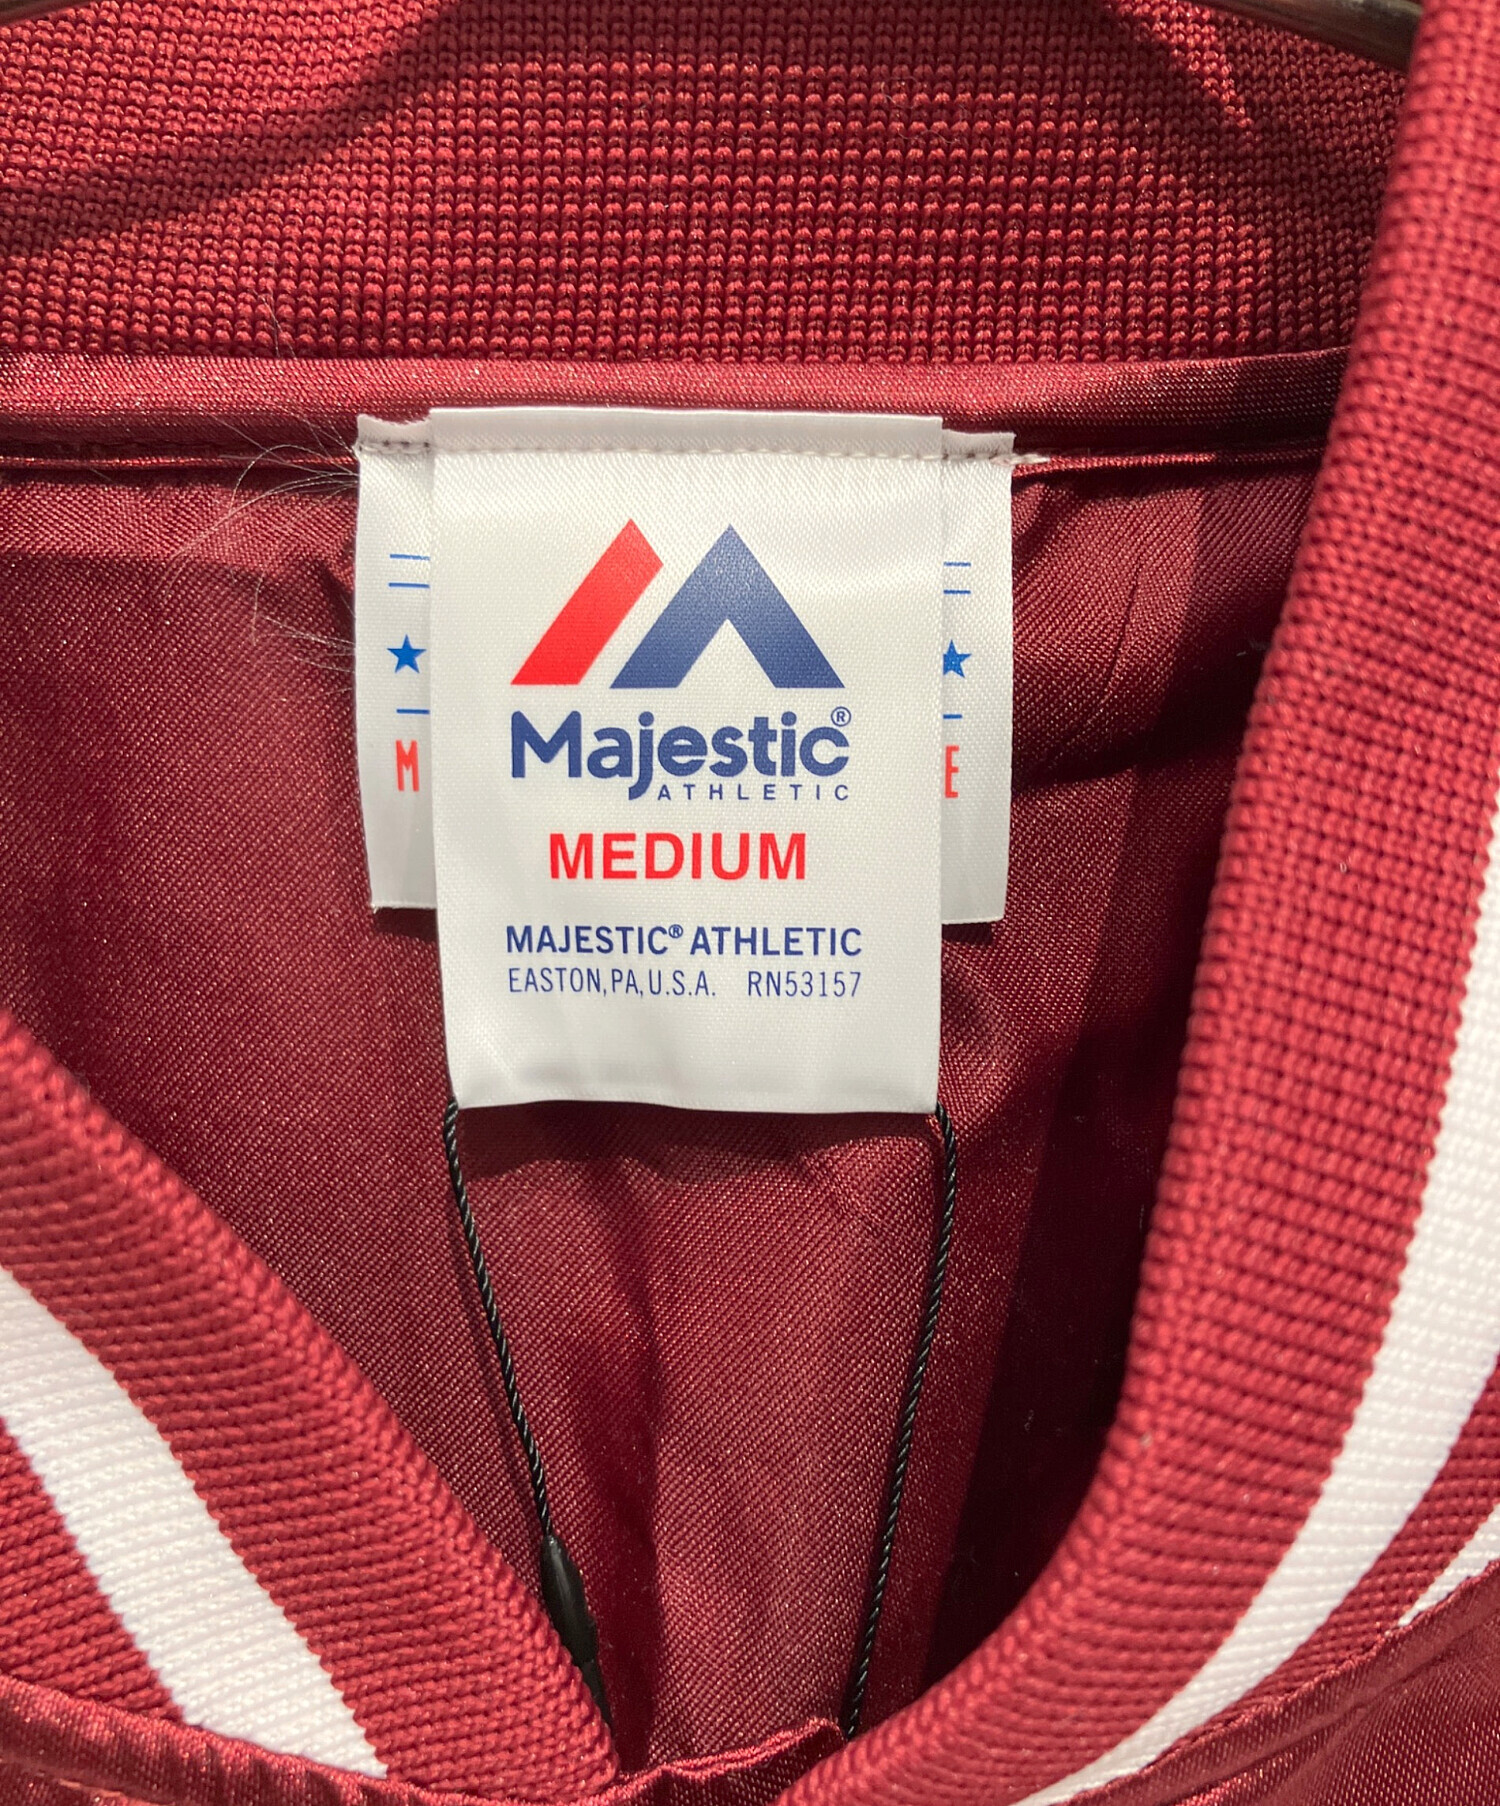 Majestic®
ATHLETIC
MEDIUM
MAJESTIC® ATHLETIC
EASTON, PA, U.S.A. RN53157
M
E